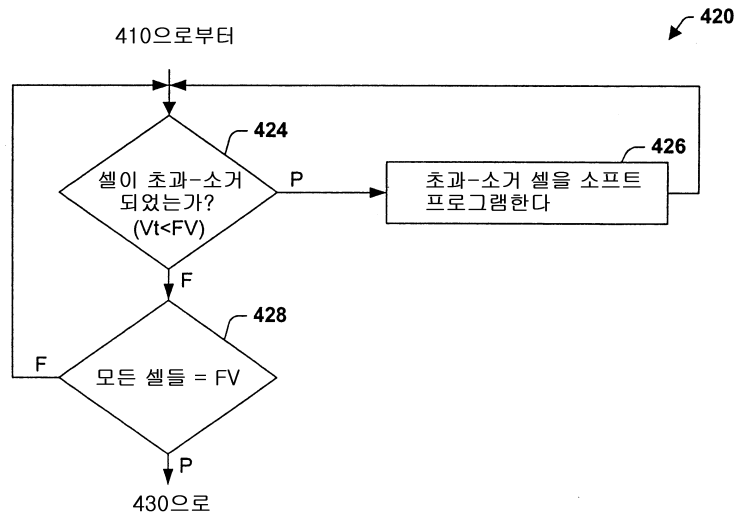 420
410으로부터
424
셀이 초과-소거
되었는가?
(Vt<FV)
P
426
초과-소거 셀을 소프트
프로그램한다
F
428
F
모든 셀들 = FV
P
430으로